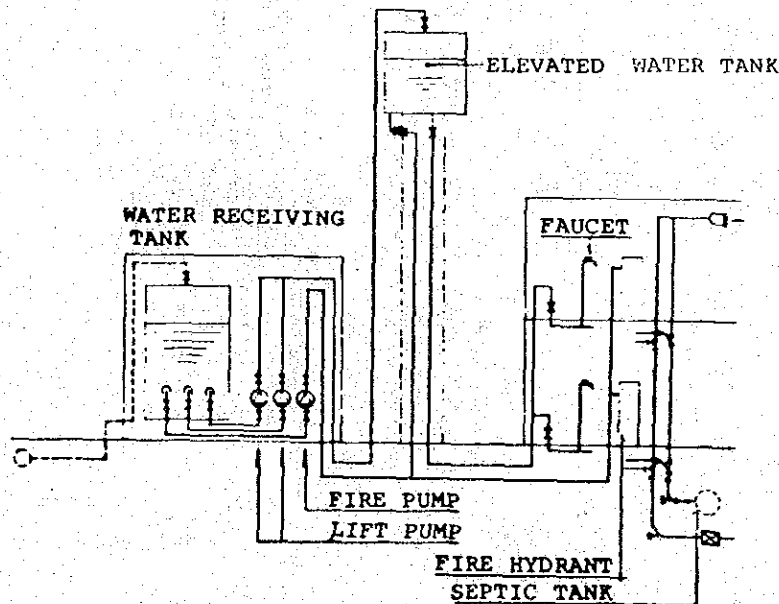 ELEVATED WATER TANK
WATER RECEIVING
TANK
FAUCET
FIRE PUMP
LIFT PUMP
FIRE HYDRANT
SEPTIC TANK